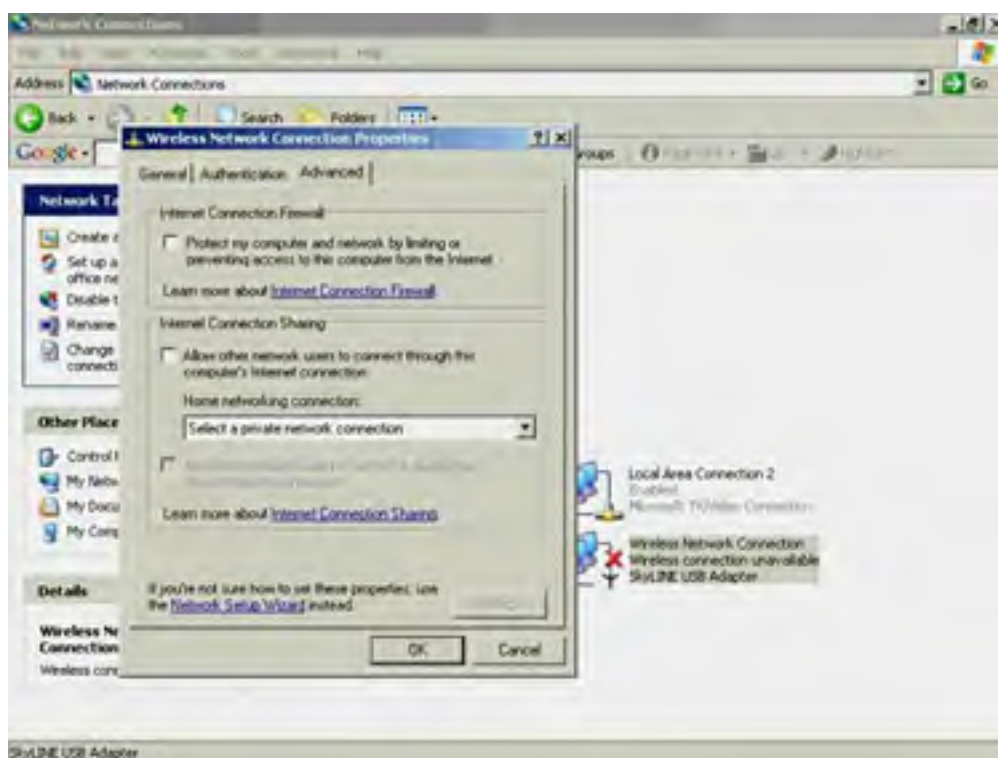 Network Connections
Address Network Connections
Go
Back
Search
Folders
Google
Wireless Network Connection Properties
General
Authentication
Advanced
Internet Connection Firewall
Protect my computer and network by limiting or
preventing access to this computer from the Internet
Learn more about Internet Connection Firewall.
Internet Connection Sharing
Allow other network users to connect through this
computer's Internet connection
Home networking connection:
Select a private network connection
Learn more about Internet Connection Sharing.
If you're not sure how to set these properties, use
the Network Setup Wizard instead.
OK
Cancel
Network Ta
Create a
Set up a
office ne
Disable t
Rename
Change
connecti
Other Place
Control
My Netw
My Docu
My Comp
Details
Wireless Ne
Connection
Wireless conn
Local Area Connection 2
Enabled
Microsoft TV/Video Connection
Wireless Network Connection
Wireless connection unavailable
SkyLINE USB Adapter
SkyLINE USB Adapter